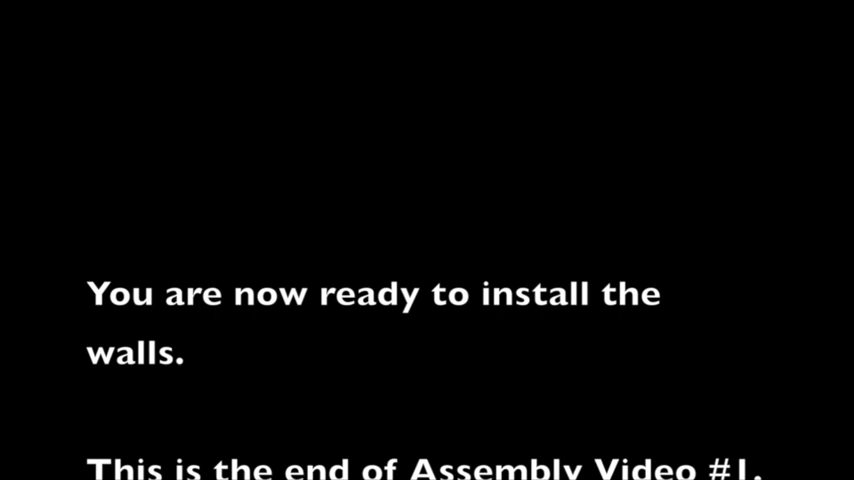 You are now ready to install the
walls.
This is the end of Assembly Video #1.